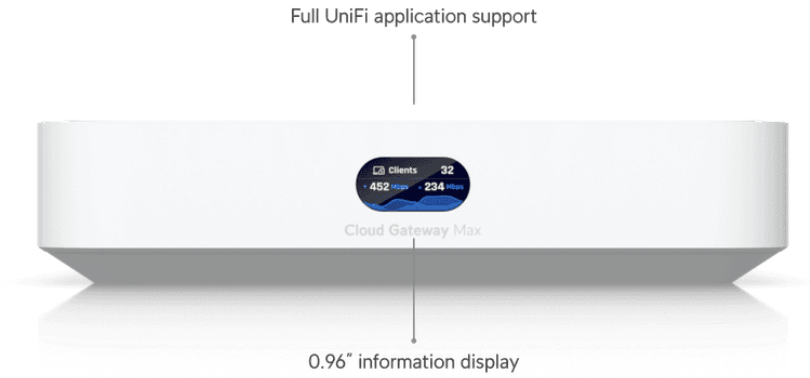 Full UniFi application support
Clients 32
452 Mbps 234 Mbps
Cloud Gateway Max
0.96" information display